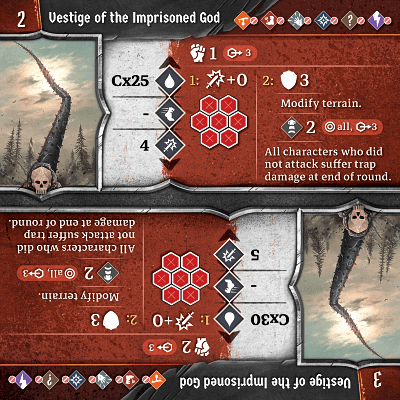 2 Vestige of the Imprisoned God
1 3
Cx25 1: +0 2: 3
Modify terrain.
- 2 all, 3
4 All characters who did
not attack suffer trap
damage at end of round.
3 Vestige of the Imprisoned God
2 3
Cx30 1: +0 2: 3
Modify terrain.
- 2 all, 3
5 All characters who did
not attack suffer trap
damage at end of round.